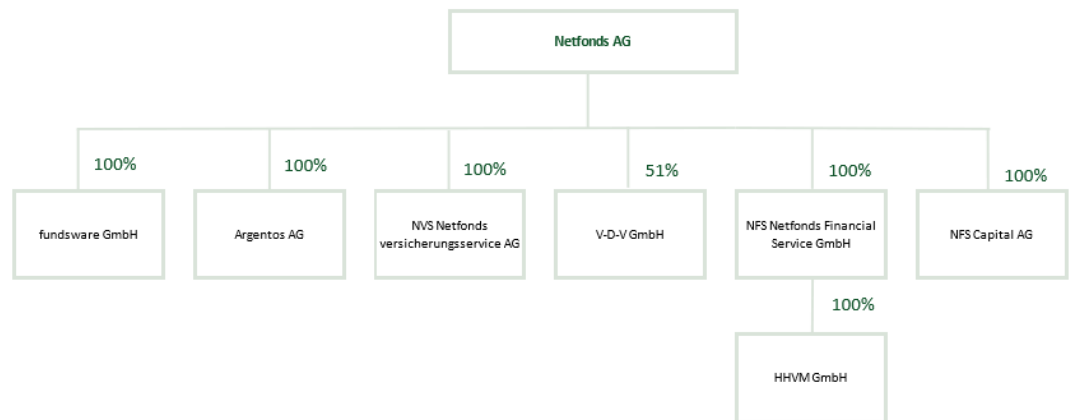 Netfonds AG
100%
100%
100%
51%
100%
100%
fundsware GmbH
Argentos AG
NVS Netfonds
versicherungsservice AG
V-D-V GmbH
NFS Netfonds Financial
Service GmbH
NFS Capital AG
100%
HHVM GmbH